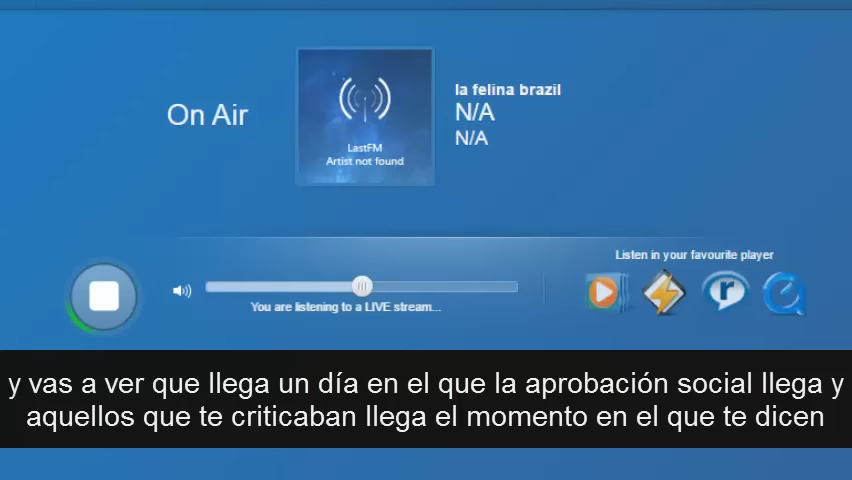 On Air
LastFM
Artist not found
la felina brazil
N/A
N/A
Listen in your favourite player
You are listening to a LIVE stream...
y vas a ver que llega un día en el que la aprobación social llega y
aquellos que te criticaban llega el momento en el que te dicen